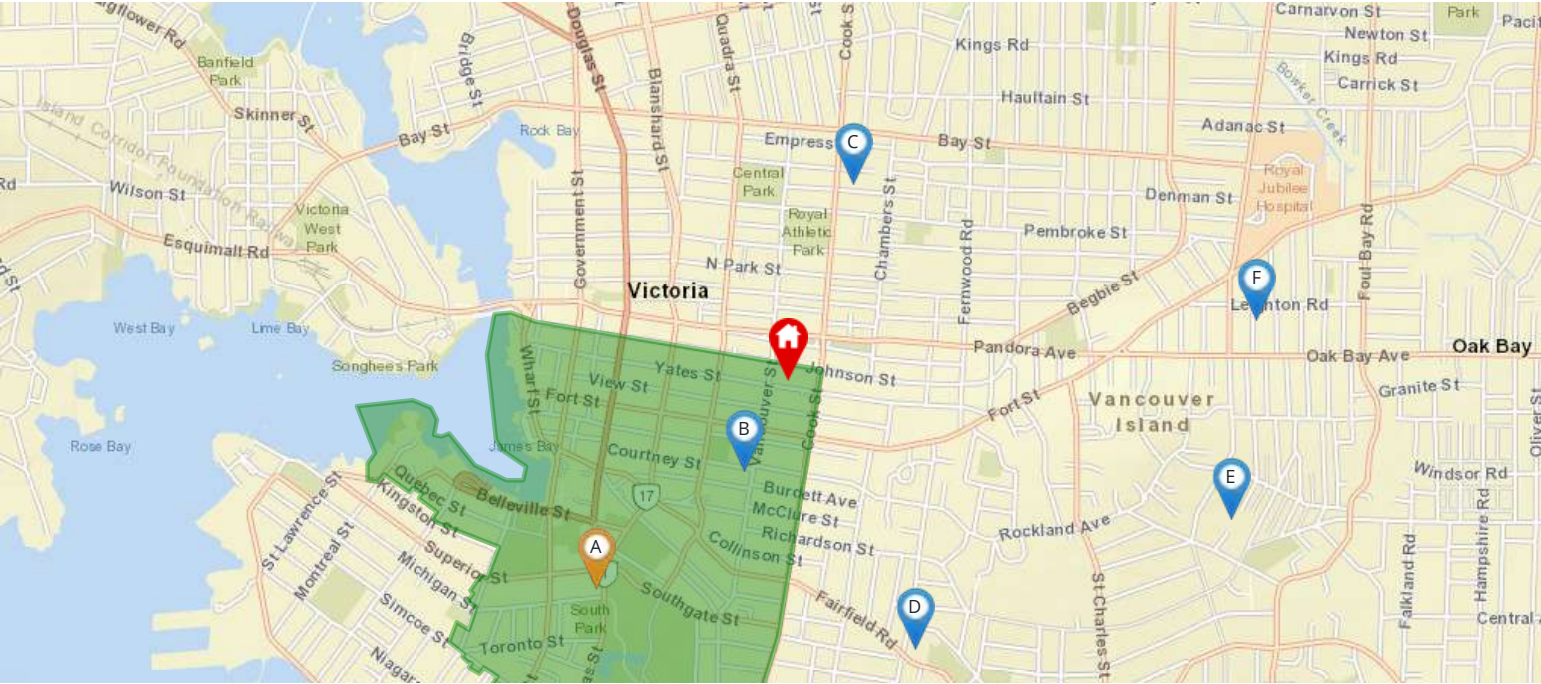 Carnarvon St
Park
Newton St
Kings Rd
Kings Rd
Carrick St
Bowker Creek
Haultain St
Adanac St
Banfield
Park
Bridge St
Douglas St
Blanshard St
Quadra St
Cook S
Skinner St
Bay St
Rock Bay
Empress
C
Bay St
Island Corridor Foundation Railwa
Rd
Wilson St
Central
Park
Royal
Jubilee
Hospital
Denman St
Victoria
West
Park
Royal
Athletic
Park
Chambers St
Fernwood Rd
Pembroke St
Foul Bay Rd
Esquimalt Rd
Government St
N Park St
Begbie St
F
Victoria
Leighton Rd
West Bay
Lime Bay
Songhees Park
Pandora Ave
Oak Bay Ave
Oak Bay
Wharf St
Yates St
View St
Fort St
Vancouver St
Johnson St
Cook St
Fort St
Granite St
Vancouver
Island
Oliver St
Rose Bay
James Bay
B
Courtney St
17
Quebec St
Kingston St
Belleville St
St Lawrence St
Montreal St
Burdett Ave
McClure St
Richardson St
Collinson St
Rockland Ave
E
Windsor Rd
Hampshire Rd
Falkland Rd
A
Superior St
Michigan St
Simcoe St
South
Park
Southgate St
Toronto St
Fairfield Rd
D
St Charles St
Central